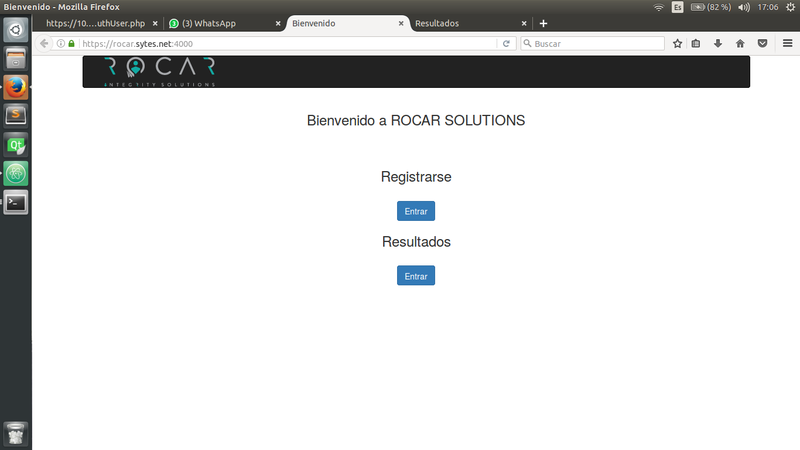 Bienvenido - Mozilla Firefox
Es
(82 %)
17:06
https://10....uthUser.php
(3) WhatsApp
Bienvenido
Resultados
https://rocar.sytes.net:4000
Buscar
ROCAR
INTEGRITY SOLUTIONS
Bienvenido a ROCAR SOLUTIONS
Registrarse
Entrar
Resultados
Entrar